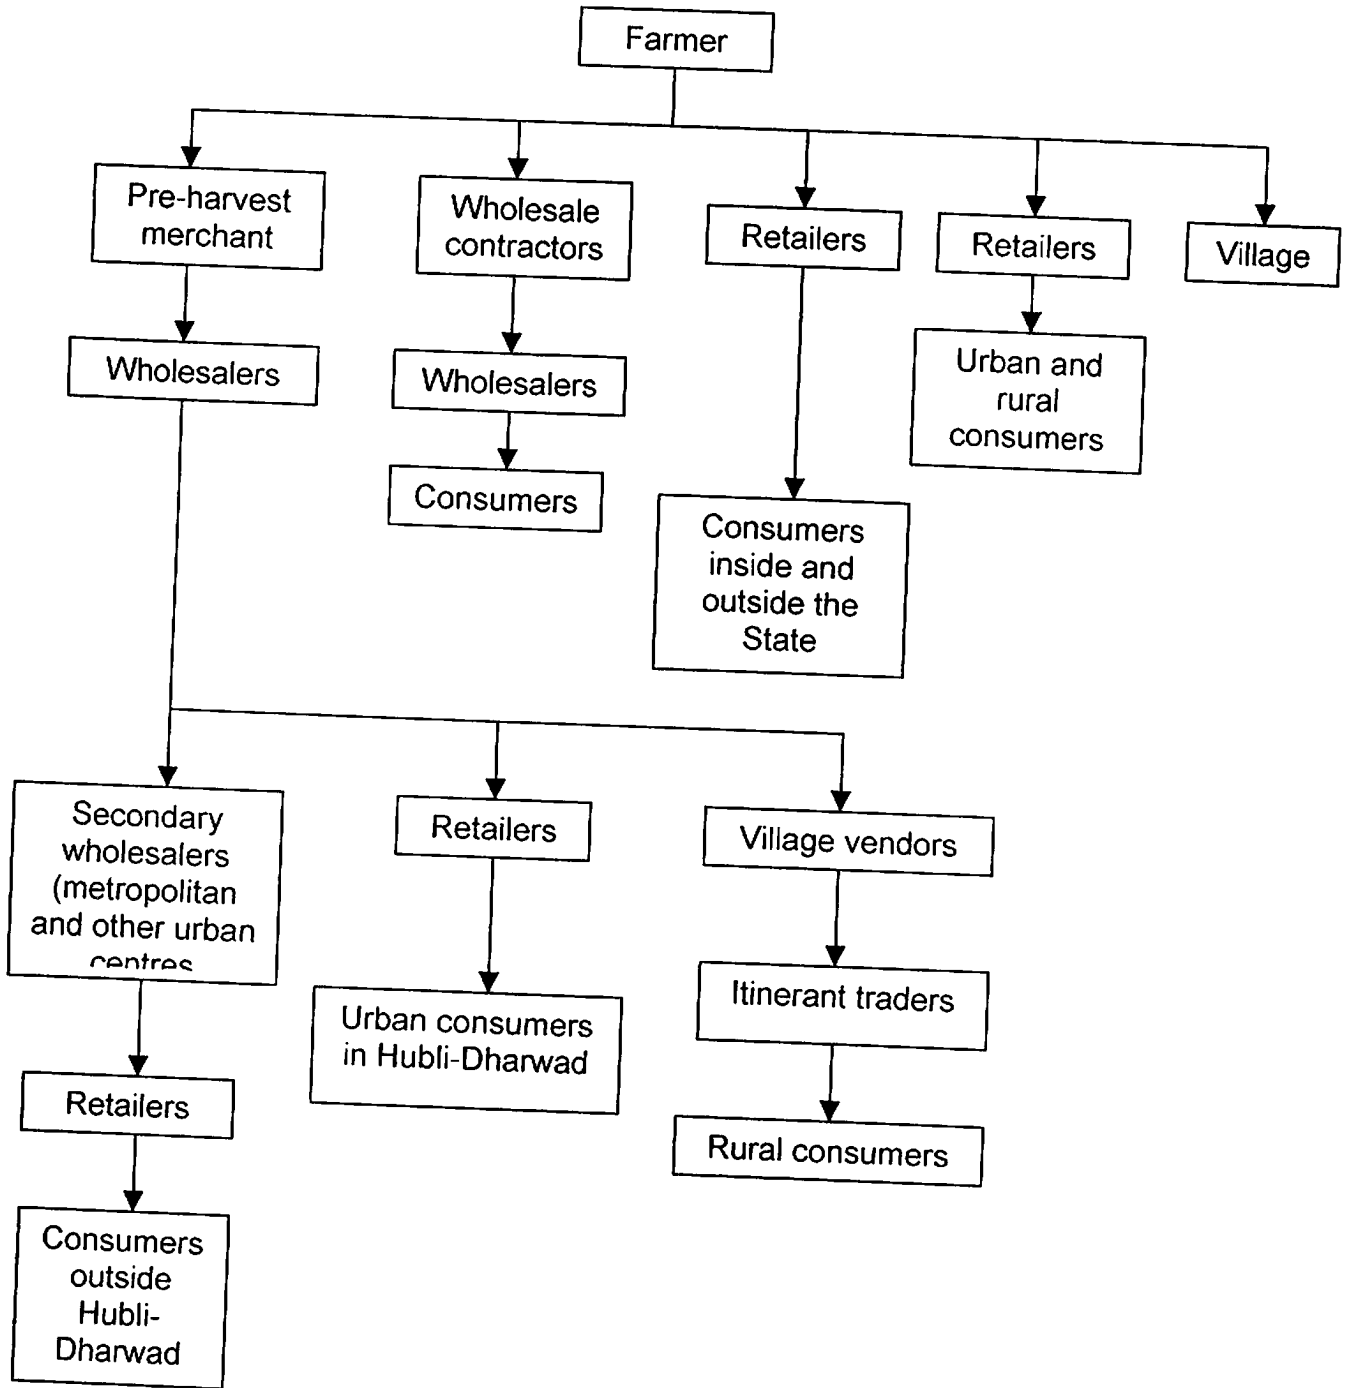 Farmer
Pre-harvest
merchant
Wholesale
contractors
Retailers
Retailers
Village
Wholesalers
Wholesalers
Urban and
rural
consumers
Consumers
Consumers
inside and
outside the
State
Secondary
wholesalers
(metropolitan
and other urban
centres
Retailers
Village vendors
Urban consumers
in Hubli-Dharwad
Itinerant traders
Retailers
Rural consumers
Consumers
outside
Hubli-
Dharwad